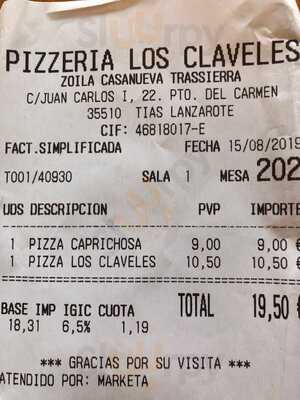 PIZZERIA LOS CLAVELES
ZOILA CASANUEVA TRASSIERRA
C/JUAN CARLOS I, 22. PTO. DEL CARMEN
35510 TIAS LANZAROTE
CIF: 46818017-E
FACT.SIMPLIFICADA FECHA 15/08/2019
T001/40930 SALA 1 MESA 202
UDS DESCRIPCION PVP IMPORTE
1 PIZZA CAPRICHOSA 9,00 9,00 €
1 PIZZA LOS CLAVELES 10,50 10,50 €
BASE IMP IGIC CUOTA TOTAL 19,50 €
18,31 6,5% 1,19
*** GRACIAS POR SU VISITA ***
ATENDIDO POR: MARKETA